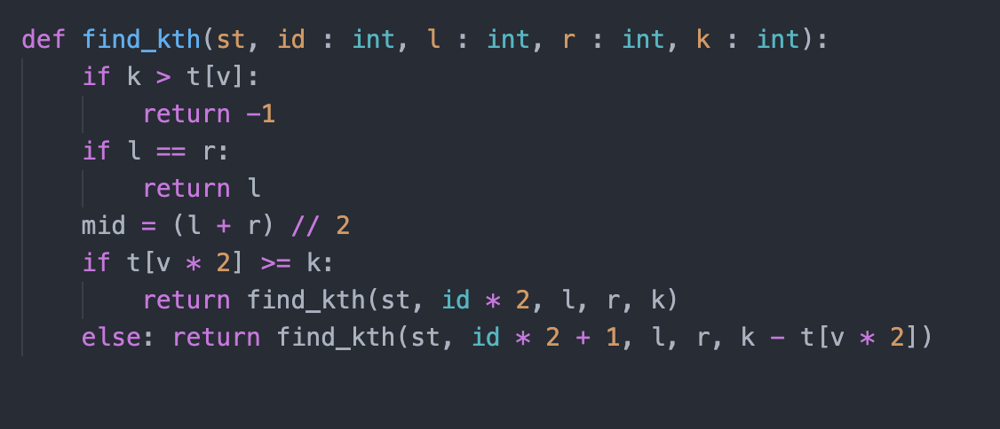 def find_kth(st, id : int, l : int, r : int, k : int):
    if k > t[v]:
        return -1
    if l == r:
        return l
    mid = (l + r) // 2
    if t[v * 2] >= k:
        return find_kth(st, id * 2, l, r, k)
    else: return find_kth(st, id * 2 + 1, l, r, k - t[v * 2])